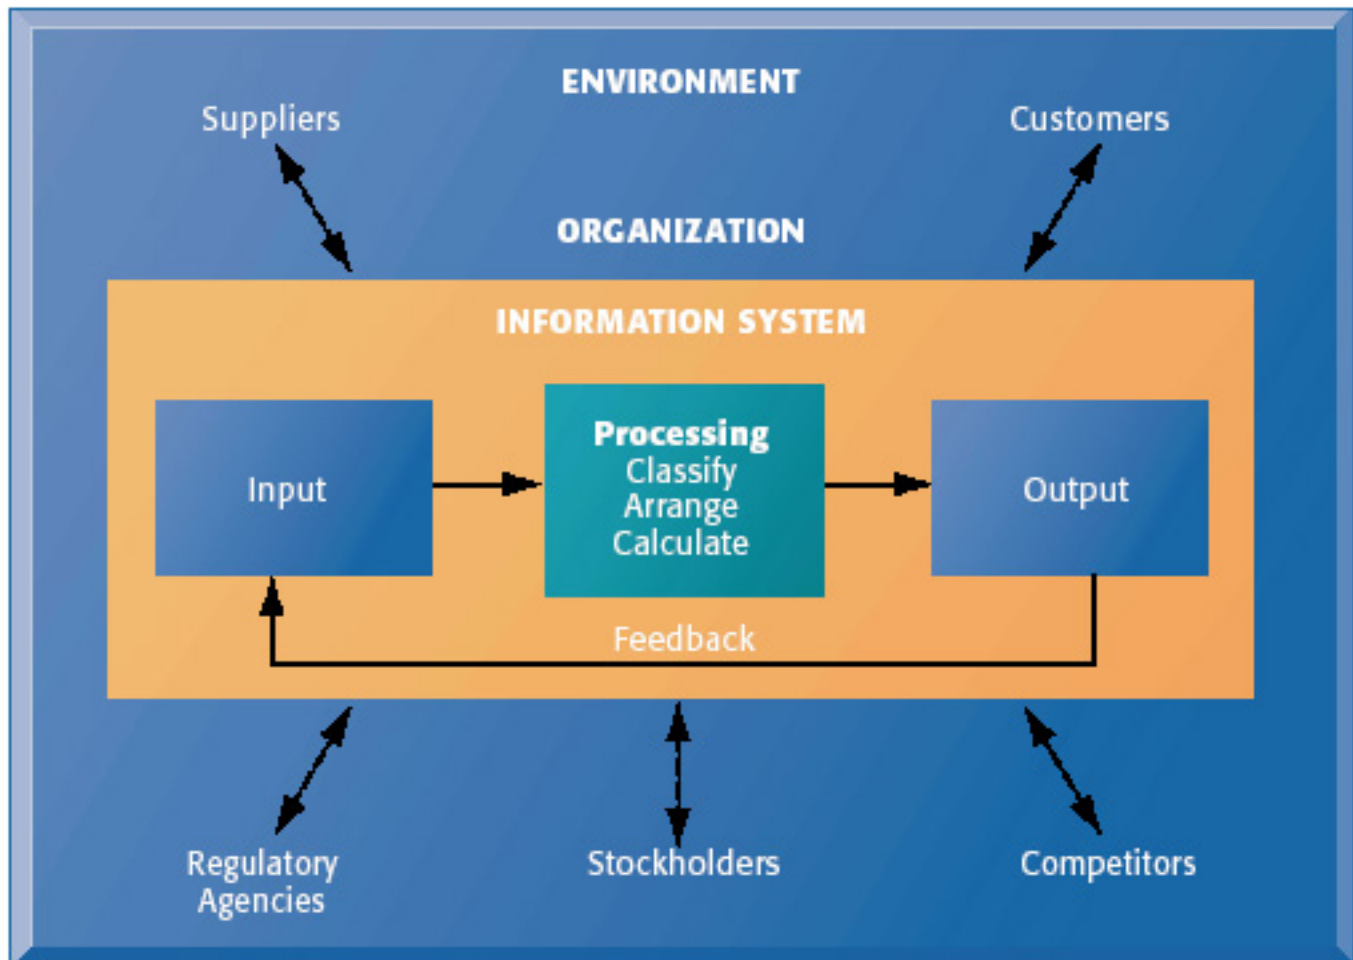 ENVIRONMENT
Suppliers
Customers
ORGANIZATION
INFORMATION SYSTEM
Input
Processing
Classify
Arrange
Calculate
Output
Feedback
Regulatory
Agencies
Stockholders
Competitors